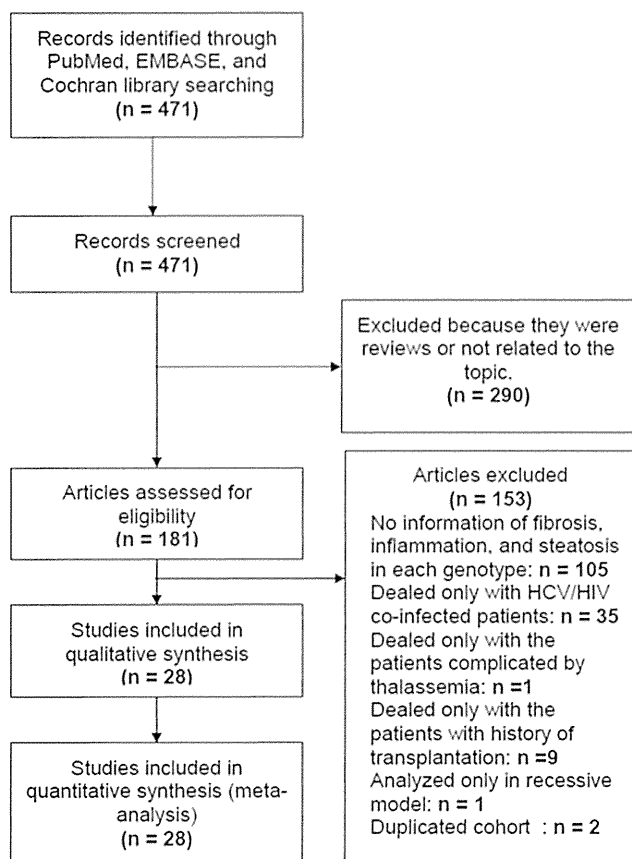 Records identified through
PubMed, EMBASE, and
Cochran library searching
(n = 471)
Records screened
(n = 471)
Excluded because they were
reviews or not related to the
topic.
(n = 290)
Articles assessed for
eligibility
(n = 181)
Articles excluded
(n = 153)
No information of fibrosis,
inflammation, and steatosis
in each genotype: n = 105
Dealed only with HCV/HIV
co-infected patients: n = 35
Dealed only with the
patients complicated by
thalassemia: n =1
Dealed only with the
patients with history of
transplantation: n =9
Analyzed only in recessive
model: n = 1
Duplicated cohort : n = 2
Studies included in
qualitative synthesis
(n = 28)
Studies included in
quantitative synthesis (meta-
analysis)
(n = 28)